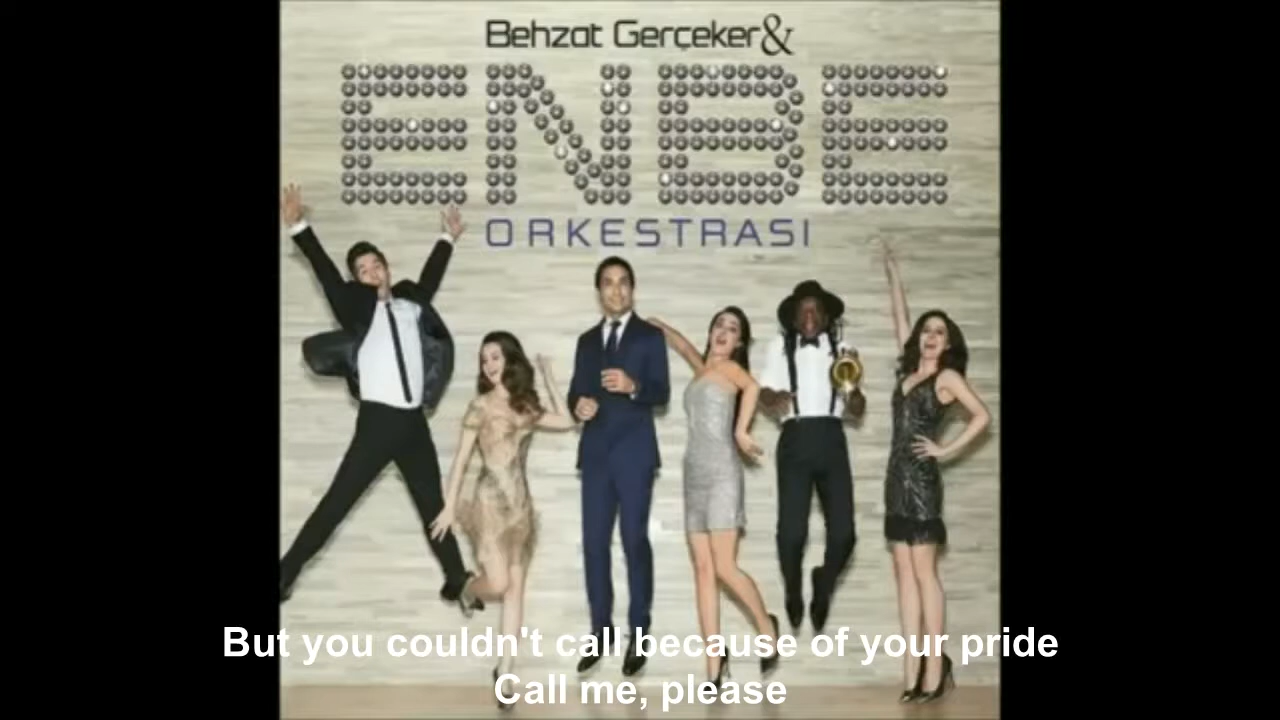 Behzat Gerçeker&
ENBE
ORKESTRASI
But you couldn't call because of your pride
Call me, please